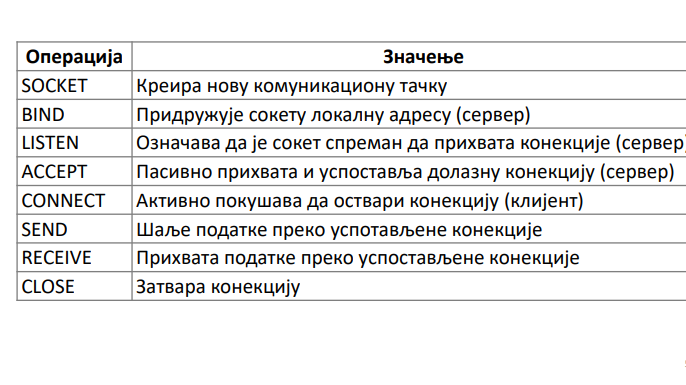 Операција Значење
SOCKET Креира нову комуникациону тачку
BIND Придружује сокету локалну адресу (сервер)
LISTEN Означава да је сокет спреман да прихвата конекције (сервер)
ACCEPT Пасивно прихвата и успоставља долазну конекцију (сервер)
CONNECT Активно покушава да оствари конекцију (клијент)
SEND Шаље податке преко успотављене конекције
RECEIVE Прихвата податке преко успостављене конекције
CLOSE Затвара конекцију